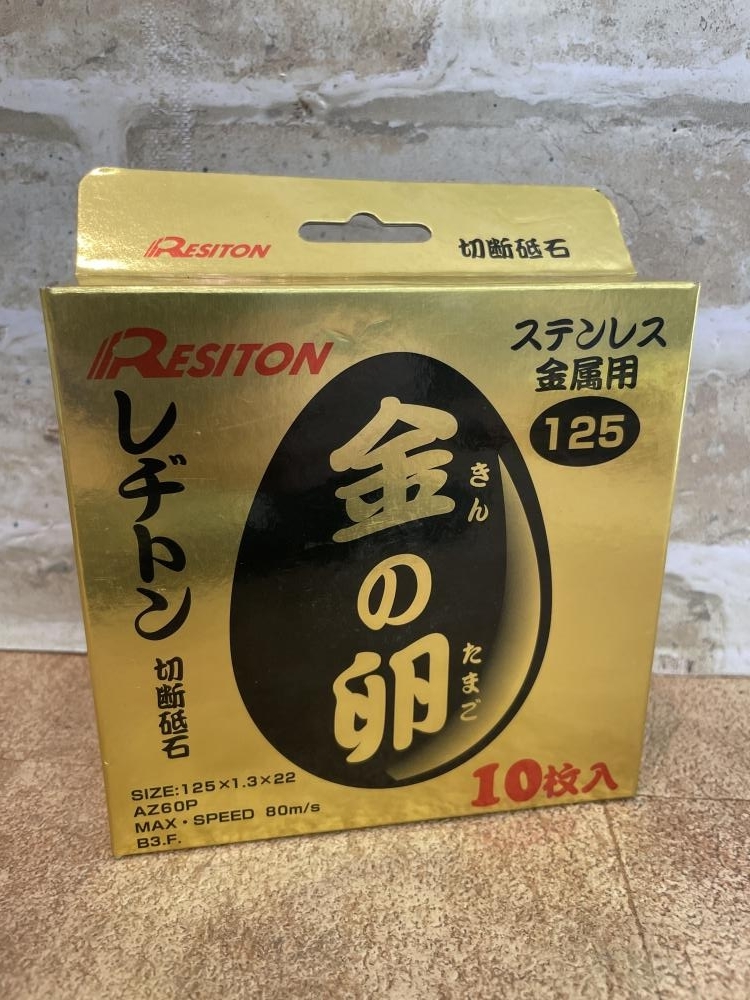 RESITON
切断砥石
RESITON
レヂトン
切断砥石
ステンレス
金属用
125
金の卵
きん
たまご
SIZE:125×1.3×22
AZ60P
MAX・SPEED 80m/s
B3.F.
10枚入